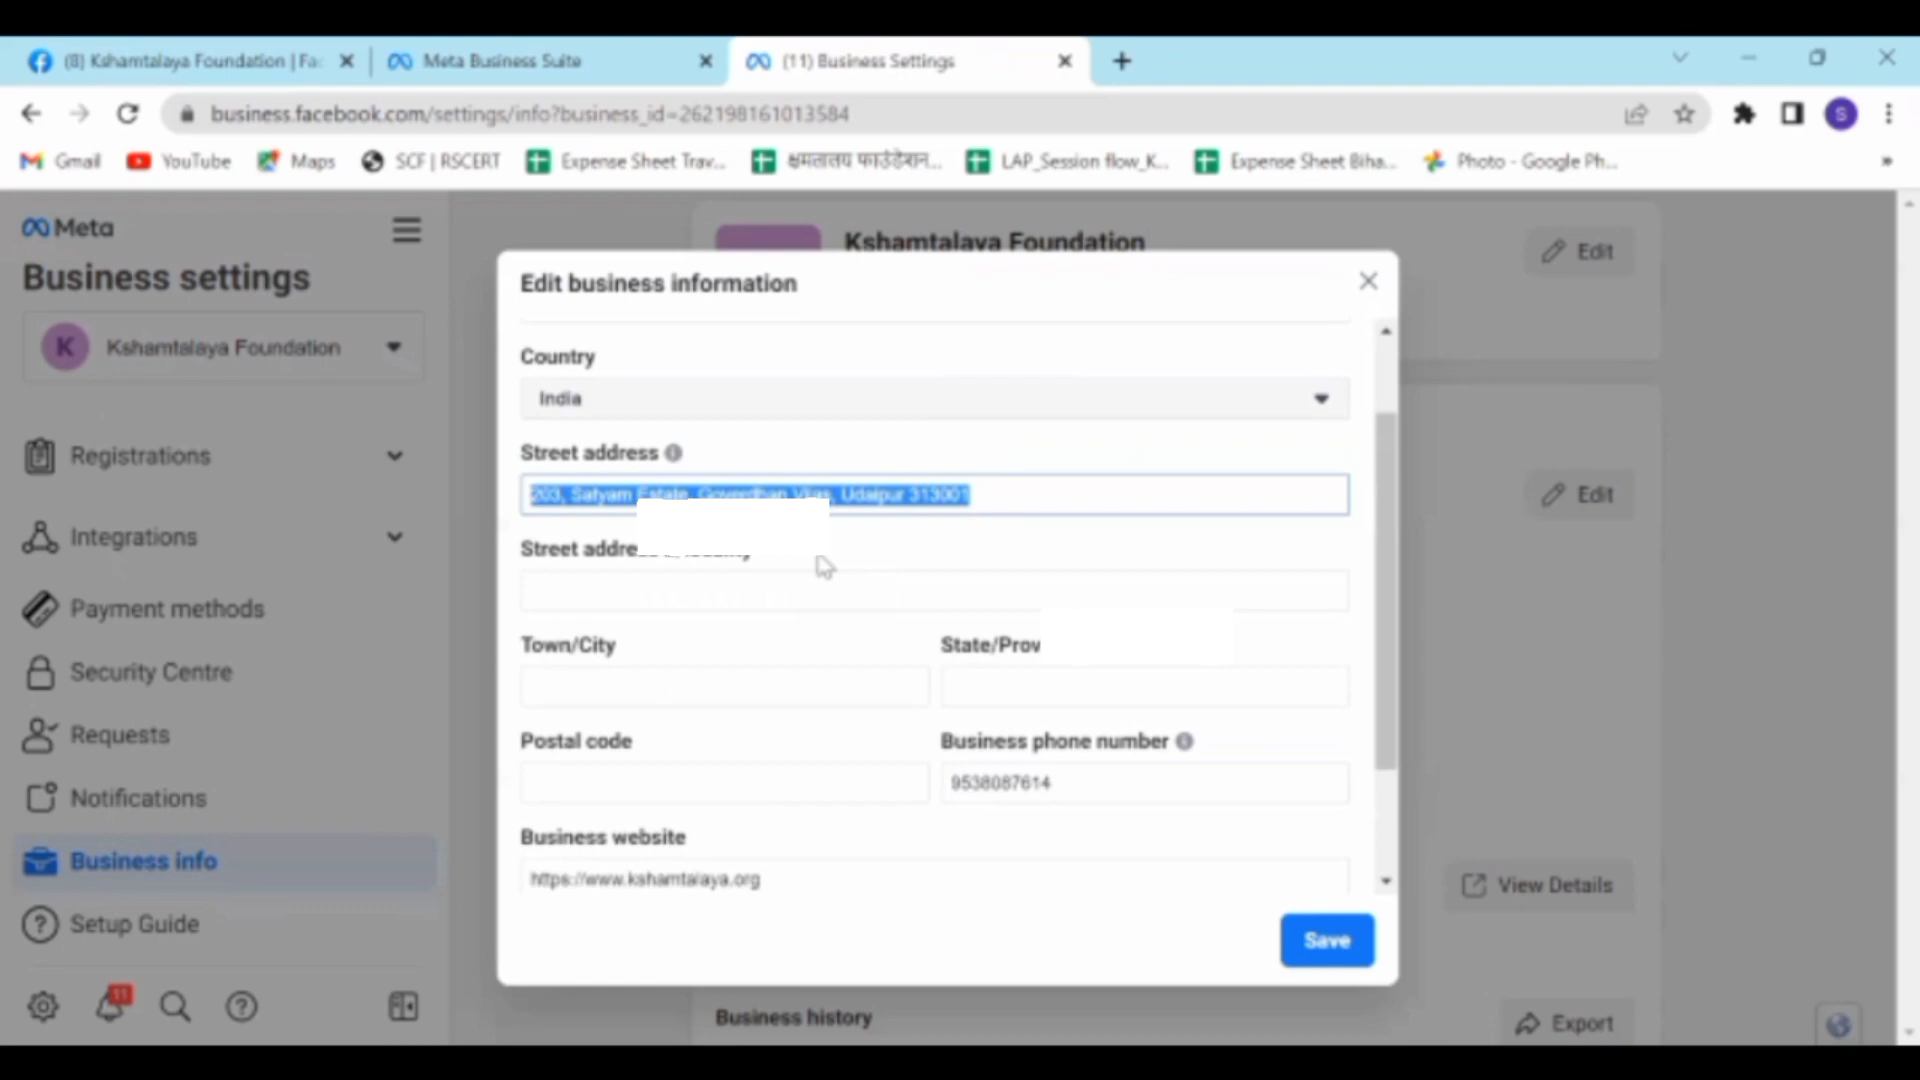 (8) Kshamtalaya Foundation | Fa
Meta Business Suite
(11) Business Settings
business.facebook.com/settings/info?business_id=262198161013584
S
Gmail
YouTube
Maps
SCF | RSCERT
Expense Sheet Trav...
क्षमतालय फाउंडेशन...
LAP_Session flow_K...
Expense Sheet Biha...
Photo - Google Ph...
»
Meta
Business settings
K
Kshamtalaya Foundation
Registrations
Integrations
Payment methods
Security Centre
Requests
Notifications
Business info
Setup Guide
11
Kshamtalaya Foundation
Edit
Edit business information
Country
India
Street address
203, Satyam Estate, Goverdhan Vilas, Udaipur 313001
Street addre
Town/City
State/Prov
Postal code
Business phone number
9538087614
Business website
https://www.kshamtalaya.org
Save
Edit
View Details
Business history
Export